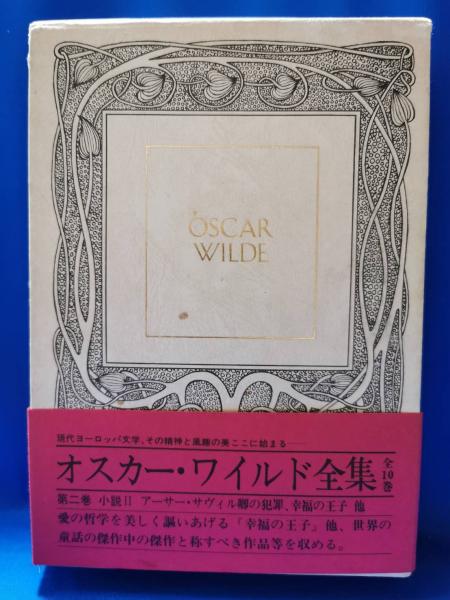 OSCAR
WILDE
現代ヨーロッパ文学、その精神と風趣の美ここに始まる——
オスカー・ワイルド全集 全10巻
第二巻 小説II アーサー・サヴィル卿の犯罪、幸福の王子 他
愛の哲学を美しく謳いあげる「幸福の王子」他、世界の
童話の傑作中の傑作と称すべき作品等を収める。